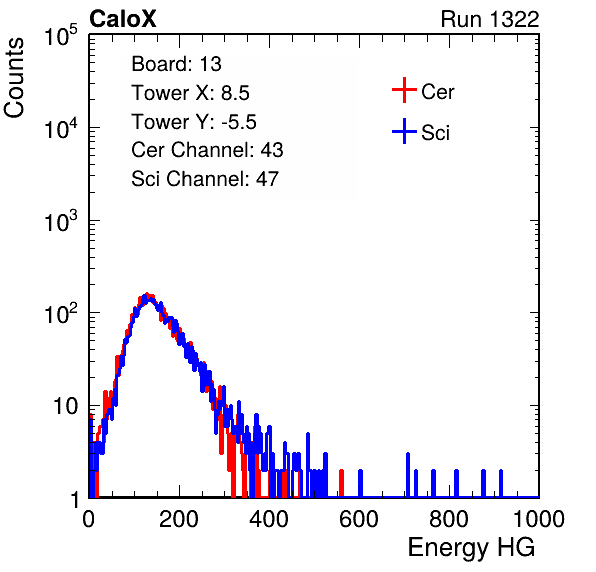 CaloX Run 1322
Counts
10^5
10^4
10^3
10^2
10
1
Board: 13
Tower X: 8.5
Tower Y: -5.5
Cer Channel: 43
Sci Channel: 47
Cer
Sci
0 200 400 600 800 1000
Energy HG